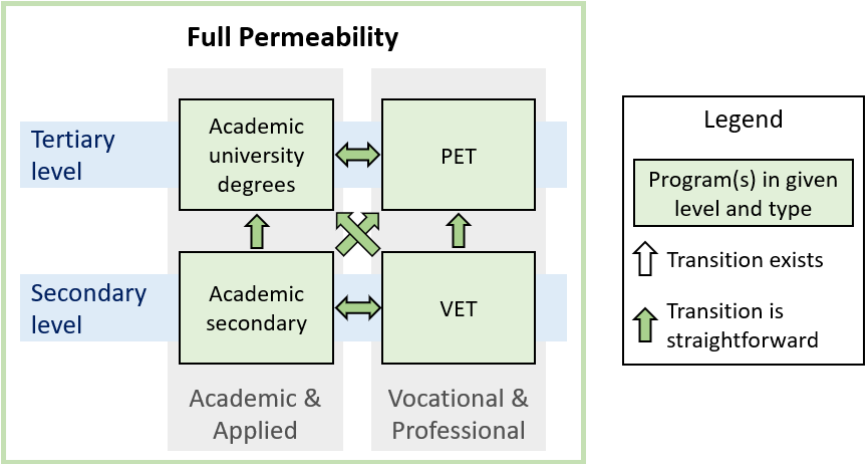 Full Permeability
Tertiary
level
Academic
university
degrees
PET
Secondary
level
Academic
secondary
VET
Academic &
Applied
Vocational &
Professional
Legend
Program(s) in given
level and type
Transition exists
Transition is
straightforward